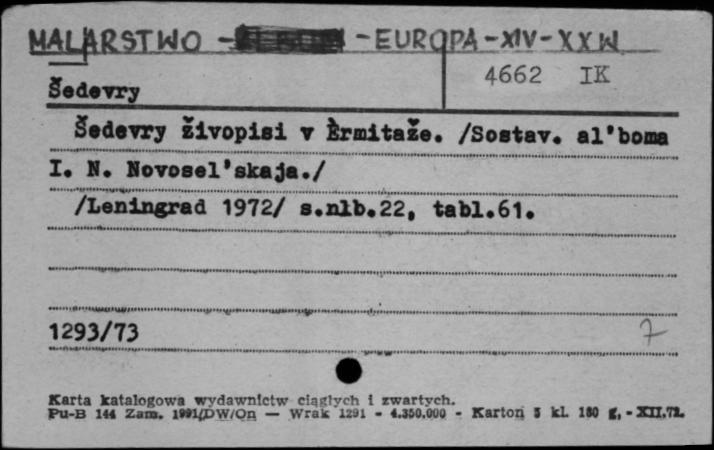 MALARSTWO - - EUROPA - XIV - XX W
4662 IK
Šedevry
Šedevry živopisi v Èrmitaže. /Sostav. al'boma
I. N. Novosel'skaja./
/Leningrad 1972/ s.nlb.22, tabl.61.
1293/73 7
Karta katalogowa wydawnictw ciągłych i zwartych.
Pu-B 144 Zam. 1991/DW/On — Wrak 1291 - 4.350.000 - Karton 5 kl. 180 g, - XII.72.